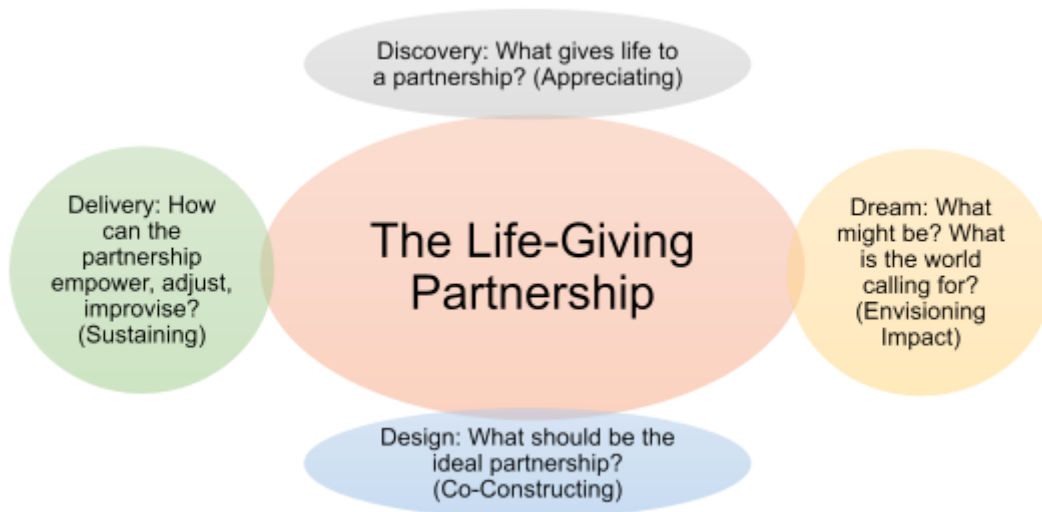 Discovery: What gives life to
a partnership? (Appreciating)
Delivery: How
can the
partnership
empower, adjust,
improvise?
(Sustaining)
The Life-Giving
Partnership
Dream: What
might be? What
is the world
calling for?
(Envisioning
Impact)
Design: What should be the
ideal partnership?
(Co-Constructing)